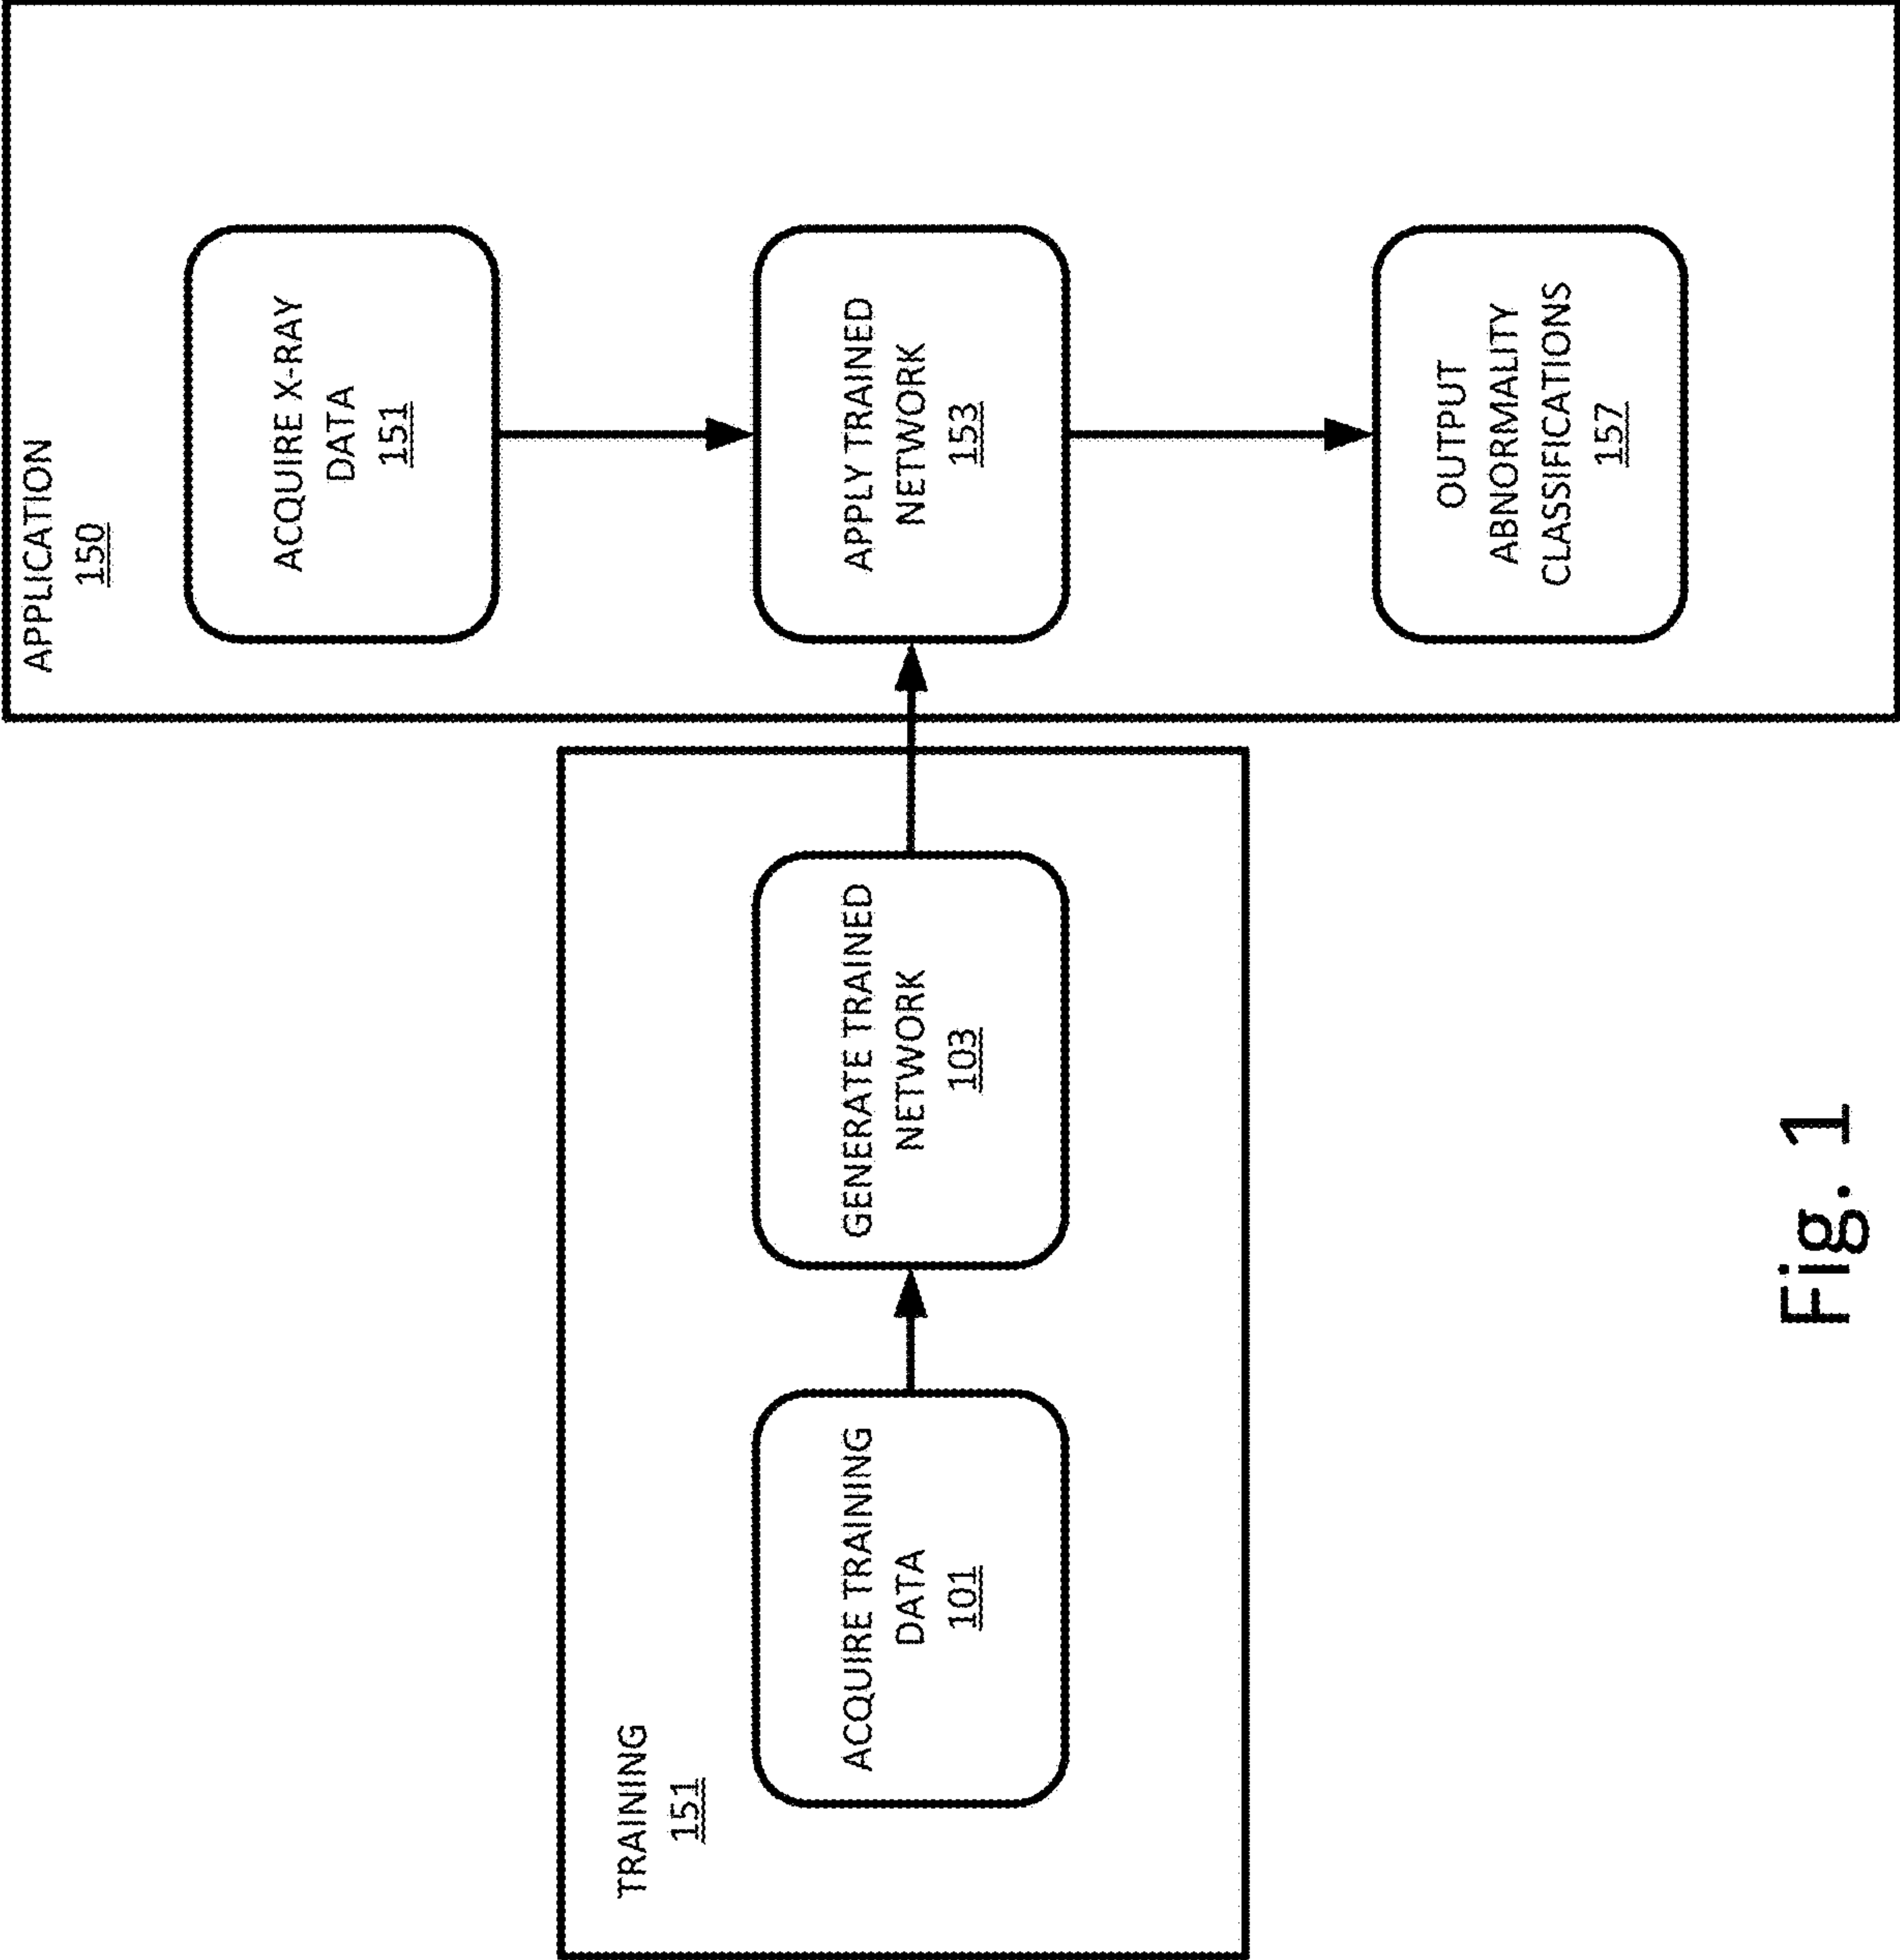 APPLICATION
150
ACQUIRE X-RAY
DATA
151
APPLY TRAINED
NETWORK
153
OUTPUT
ABNORMALITY
CLASSIFICATIONS
157
TRAINING
151
ACQUIRE TRAINING
DATA
101
GENERATE TRAINED
NETWORK
103
Fig. 1